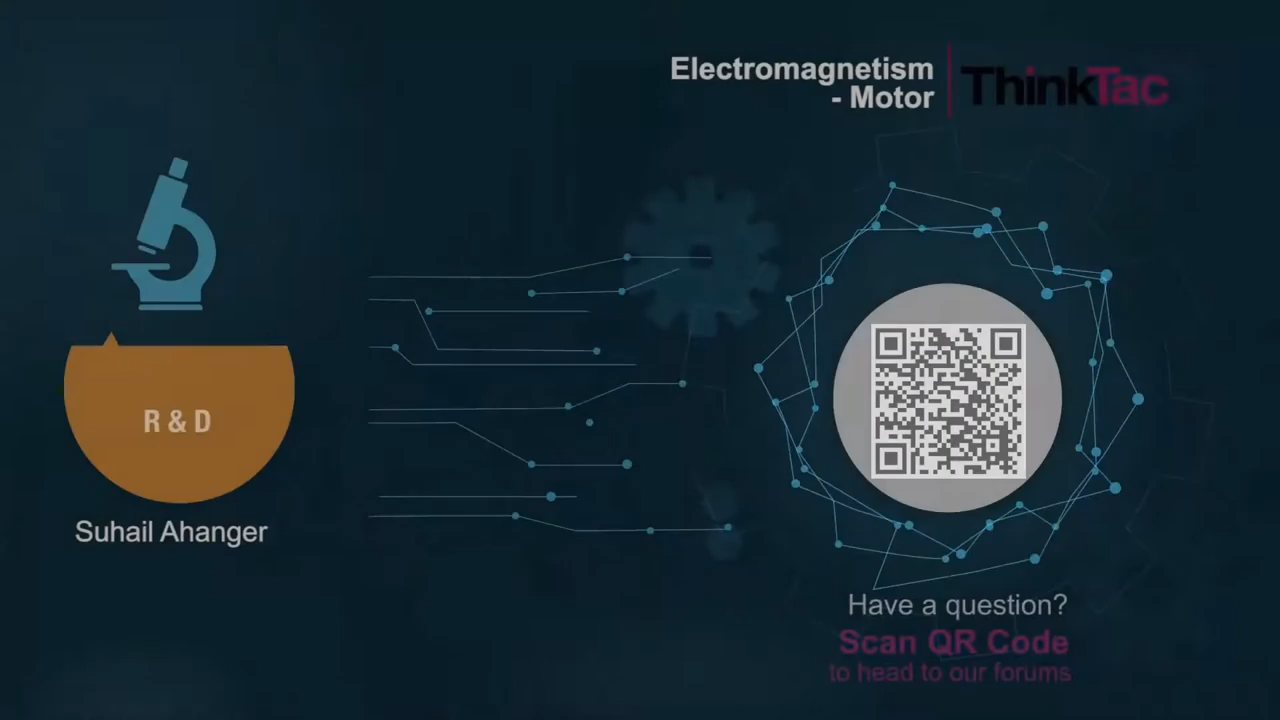 Electromagnetism
- Motor
ThinkTac
R & D
Suhail Ahanger
Have a question?
Scan QR Code
to head to our forums